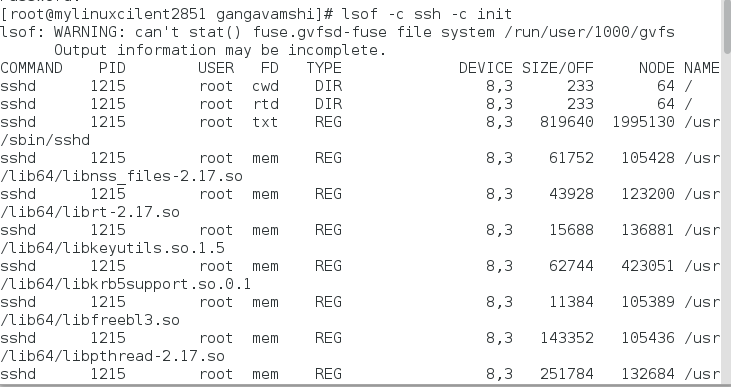 [root@mylinuxcilent2851 gangavamshi]# lsof -c ssh -c init
lsof: WARNING: can't stat() fuse.gvfsd-fuse file system /run/user/1000/gvfs
      Output information may be incomplete.
COMMAND    PID        USER   FD   TYPE             DEVICE SIZE/OFF     NODE NAME
sshd      1215        root  cwd    DIR                8,3      233       64 /
sshd      1215        root  rtd    DIR                8,3      233       64 /
sshd      1215        root  txt    REG                8,3   819640  1995130 /usr
/sbin/sshd
sshd      1215        root  mem    REG                8,3    61752   105428 /usr
/lib64/libnss_files-2.17.so
sshd      1215        root  mem    REG                8,3    43928   123200 /usr
/lib64/librt-2.17.so
sshd      1215        root  mem    REG                8,3    15688   136881 /usr
/lib64/libkeyutils.so.1.5
sshd      1215        root  mem    REG                8,3    62744   423051 /usr
/lib64/libkrb5support.so.0.1
sshd      1215        root  mem    REG                8,3    11384   105389 /usr
/lib64/libfreebl3.so
sshd      1215        root  mem    REG                8,3   143352   105436 /usr
/lib64/libpthread-2.17.so
sshd      1215        root  mem    REG                8,3   251784   132684 /usr